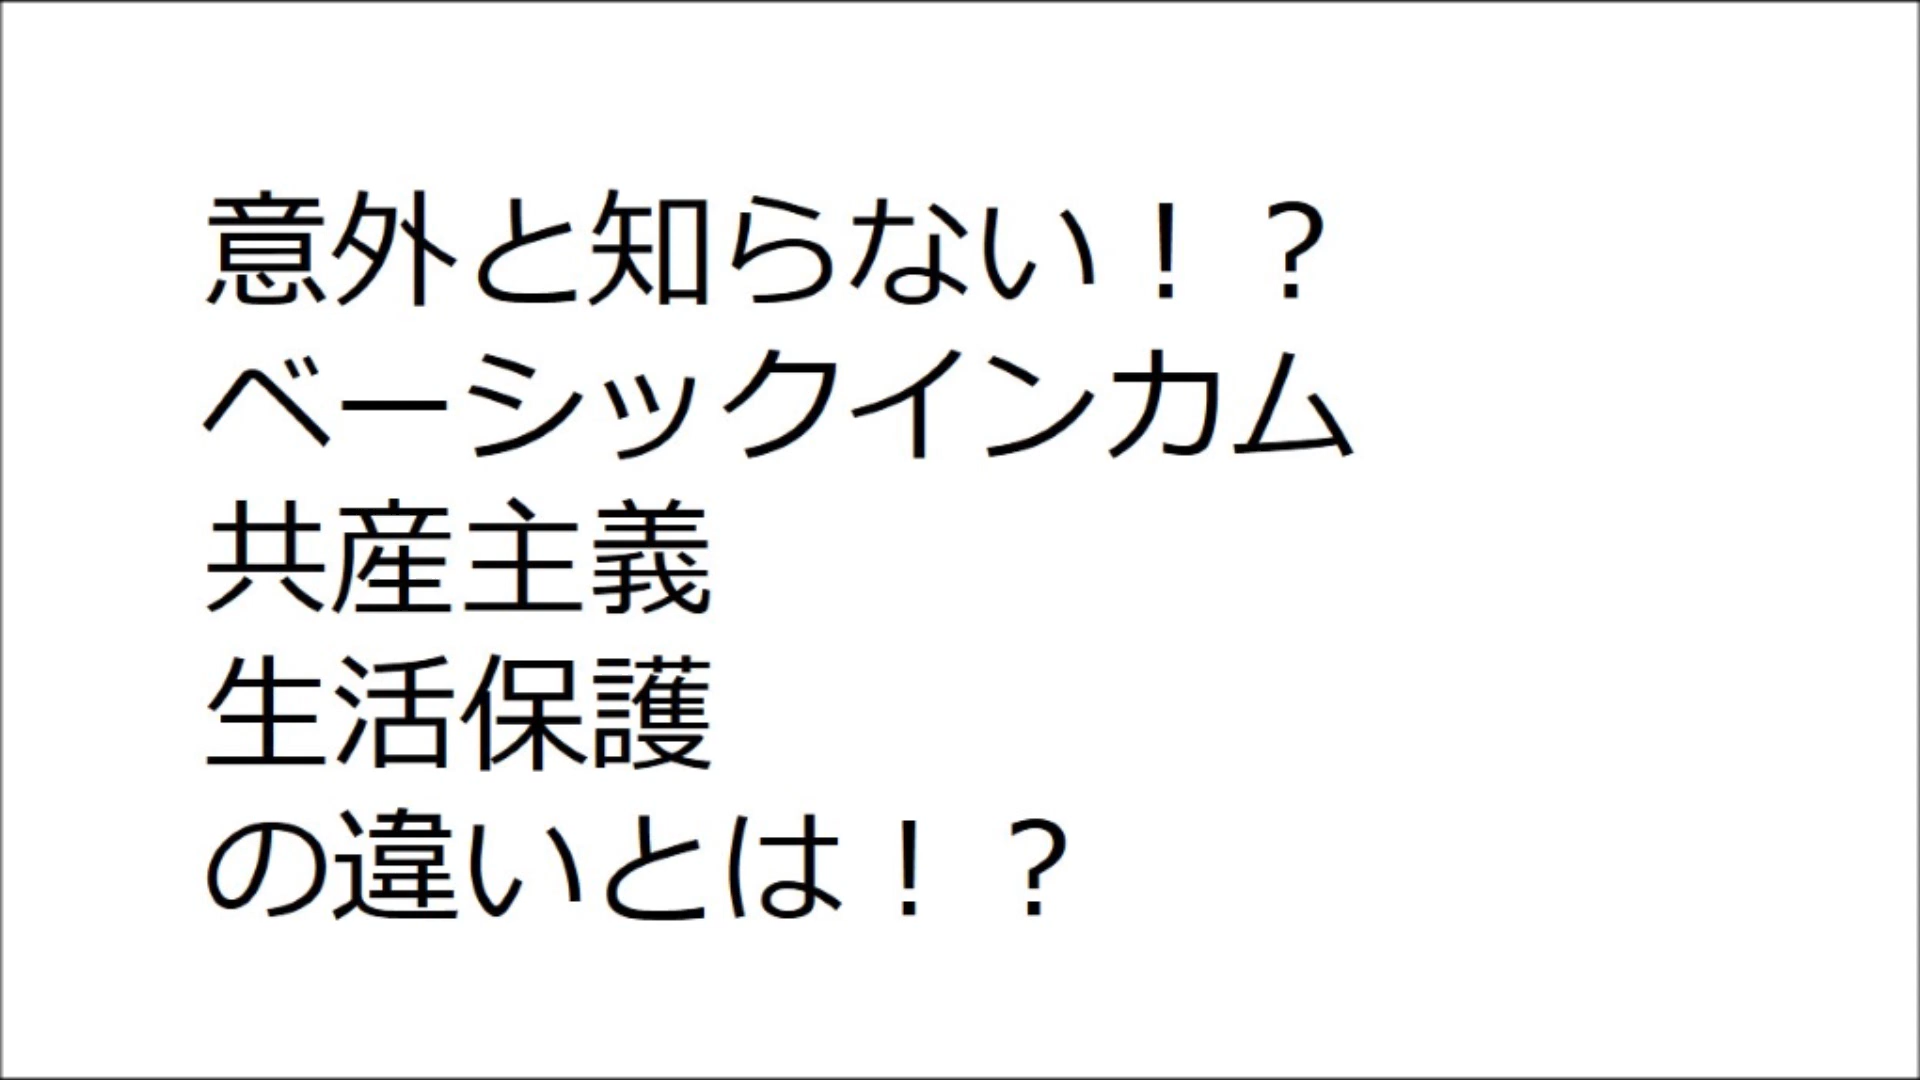 意外と知らない！？
ベーシックインカム
共産主義
生活保護
の違いとは！？